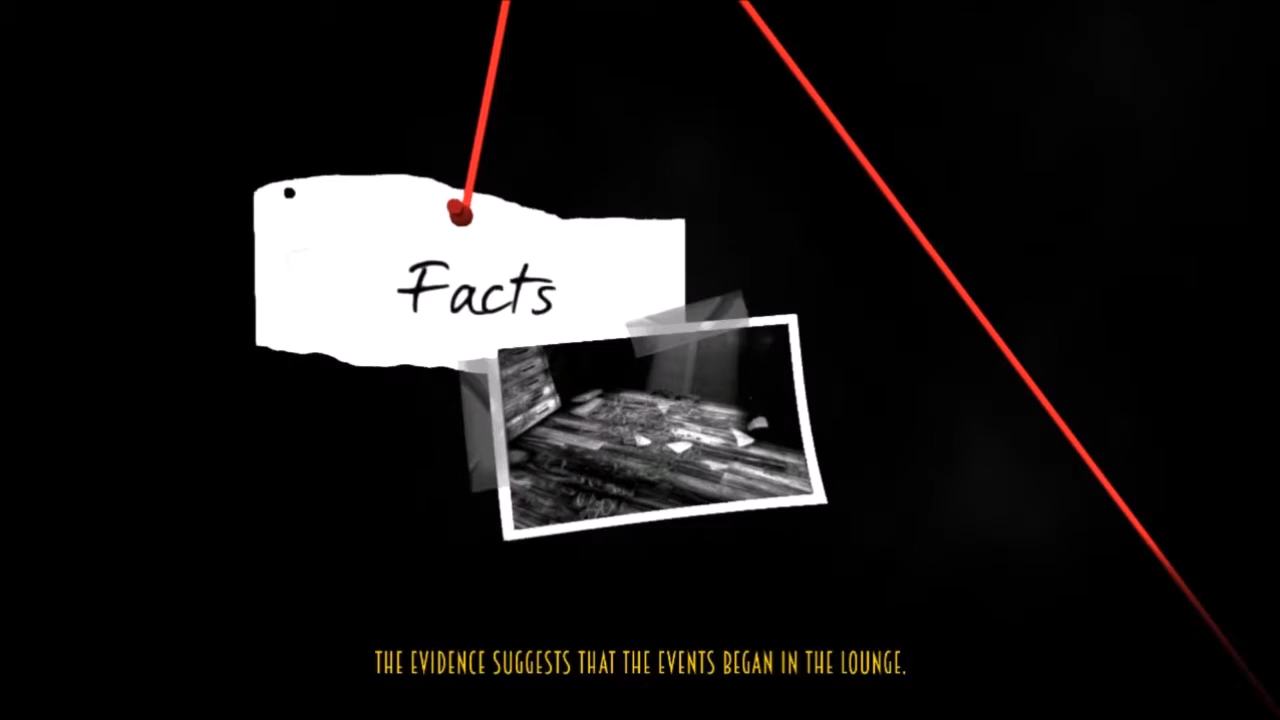 Facts
THE EVIDENCE SUGGESTS THAT THE EVENTS BEGAN IN THE LOUNGE.